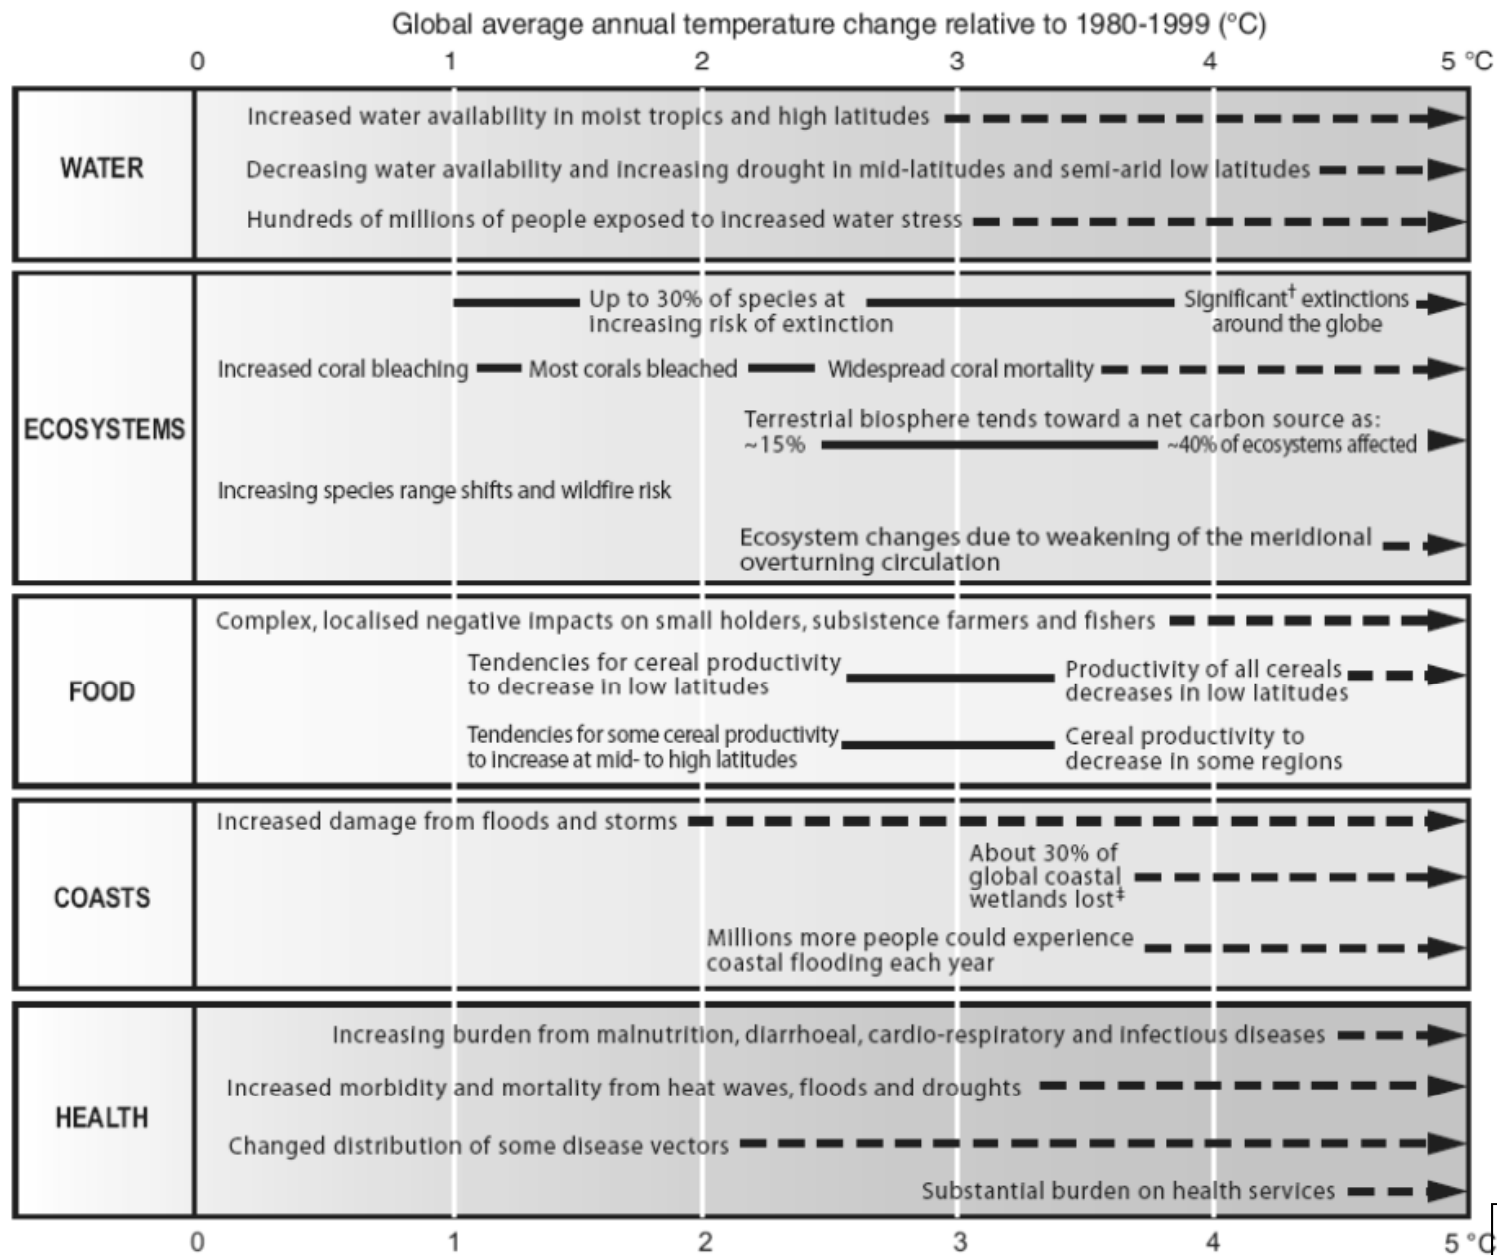 Global average annual temperature change relative to 1980-1999 (°C)
0 1 2 3 4 5 °C
WATER
Increased water availability in moist tropics and high latitudes
Decreasing water availability and increasing drought in mid-latitudes and semi-arid low latitudes
Hundreds of millions of people exposed to increased water stress
ECOSYSTEMS
Up to 30% of species at
increasing risk of extinction
Significant† extinctions
around the globe
Increased coral bleaching Most corals bleached Widespread coral mortality
Terrestrial biosphere tends toward a net carbon source as:
~15% ~40% of ecosystems affected
Increasing species range shifts and wildfire risk
Ecosystem changes due to weakening of the meridional
overturning circulation
FOOD
Complex, localised negative impacts on small holders, subsistence farmers and fishers
Tendencies for cereal productivity
to decrease in low latitudes
Productivity of all cereals
decreases in low latitudes
Tendencies for some cereal productivity
to increase at mid- to high latitudes
Cereal productivity to
decrease in some regions
COASTS
Increased damage from floods and storms
About 30% of
global coastal
wetlands lost‡
Millions more people could experience
coastal flooding each year
HEALTH
Increasing burden from malnutrition, diarrhoeal, cardio-respiratory and infectious diseases
Increased morbidity and mortality from heat waves, floods and droughts
Changed distribution of some disease vectors
Substantial burden on health services
0 1 2 3 4 5 °C